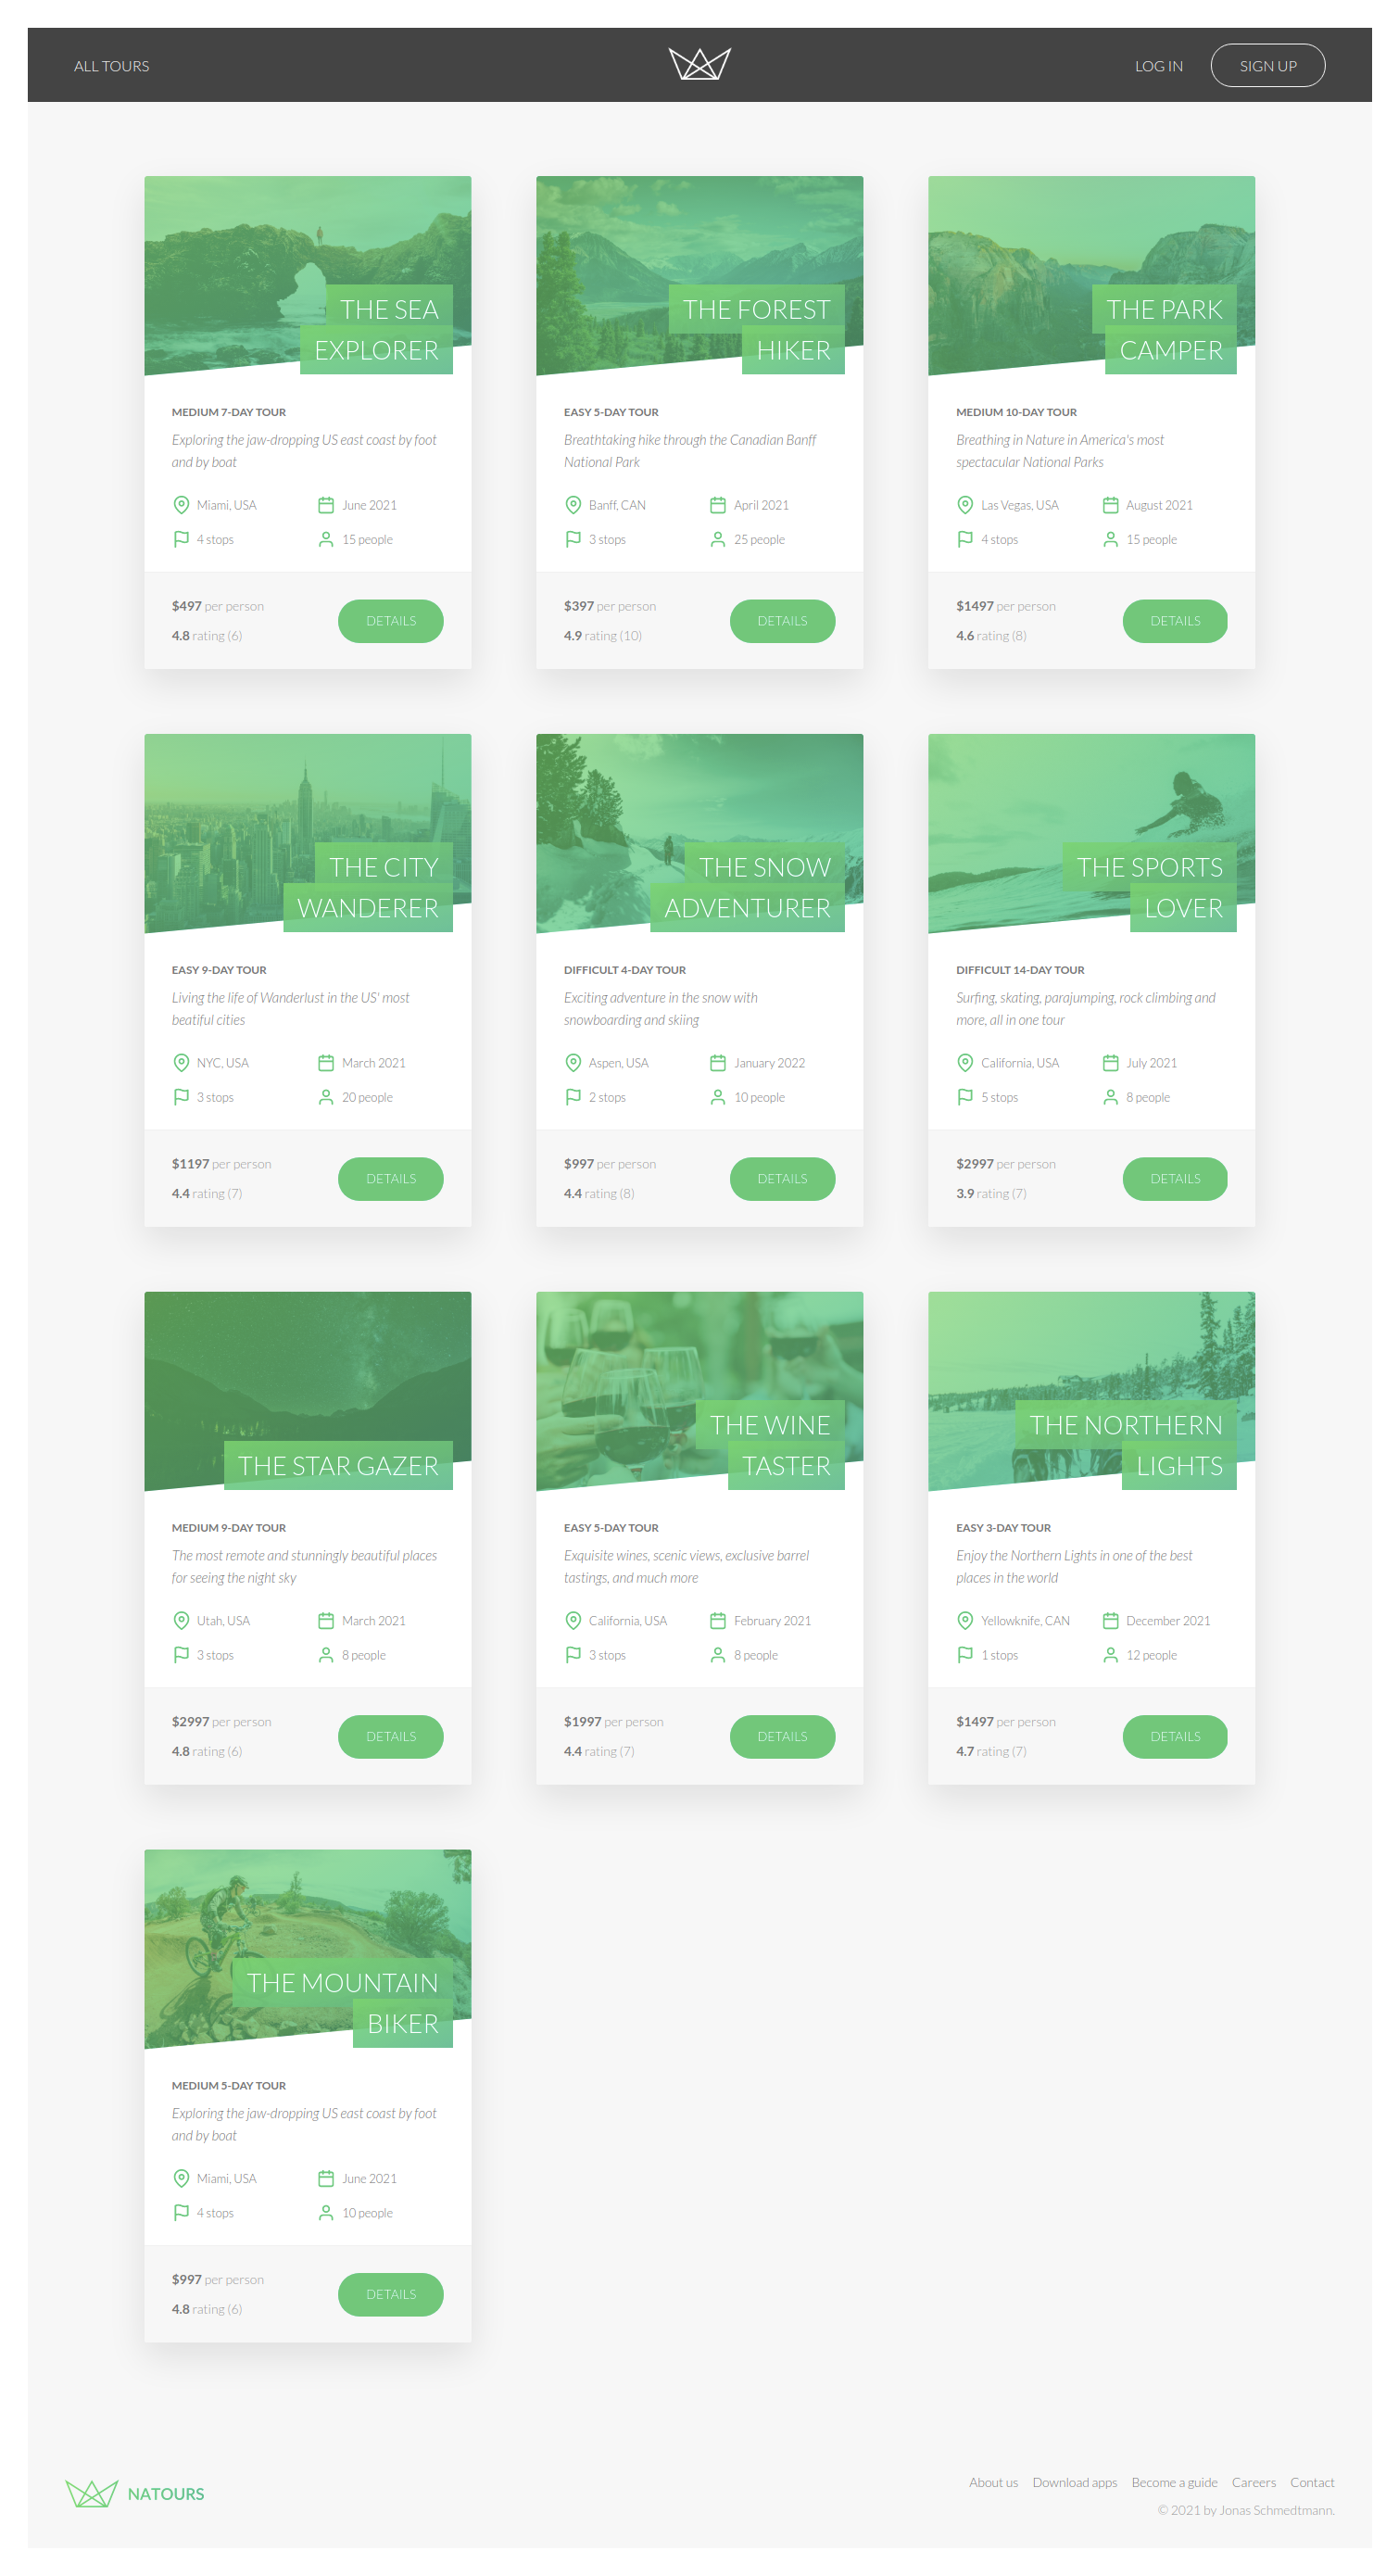 ALL TOURS
LOG IN
SIGN UP
THE SEA
EXPLORER
MEDIUM 7-DAY TOUR
Exploring the jaw-dropping US east coast by foot
and by boat
Miami, USA
June 2021
4 stops
15 people
$497 per person
4.8 rating (6)
DETAILS
THE FOREST
HIKER
EASY 5-DAY TOUR
Breathtaking hike through the Canadian Banff
National Park
Banff, CAN
April 2021
3 stops
25 people
$397 per person
4.9 rating (10)
DETAILS
THE PARK
CAMPER
MEDIUM 10-DAY TOUR
Breathing in Nature in America's most
spectacular National Parks
Las Vegas, USA
August 2021
4 stops
15 people
$1497 per person
4.6 rating (8)
DETAILS
THE CITY
WANDERER
EASY 9-DAY TOUR
Living the life of Wanderlust in the US' most
beatiful cities
NYC, USA
March 2021
3 stops
20 people
$1197 per person
4.4 rating (7)
DETAILS
THE SNOW
ADVENTURER
DIFFICULT 4-DAY TOUR
Exciting adventure in the snow with
snowboarding and skiing
Aspen, USA
January 2022
2 stops
10 people
$997 per person
4.4 rating (8)
DETAILS
THE SPORTS
LOVER
DIFFICULT 14-DAY TOUR
Surfing, skating, parajumping, rock climbing and
more, all in one tour
California, USA
July 2021
5 stops
8 people
$2997 per person
3.9 rating (7)
DETAILS
THE STAR GAZER
MEDIUM 9-DAY TOUR
The most remote and stunningly beautiful places
for seeing the night sky
Utah, USA
March 2021
3 stops
8 people
$2997 per person
4.8 rating (6)
DETAILS
THE WINE
TASTER
EASY 5-DAY TOUR
Exquisite wines, scenic views, exclusive barrel
tastings, and much more
California, USA
February 2021
3 stops
8 people
$1997 per person
4.4 rating (7)
DETAILS
THE NORTHERN
LIGHTS
EASY 3-DAY TOUR
Enjoy the Northern Lights in one of the best
places in the world
Yellowknife, CAN
December 2021
1 stops
12 people
$1497 per person
4.7 rating (7)
DETAILS
THE MOUNTAIN
BIKER
MEDIUM 5-DAY TOUR
Exploring the jaw-dropping US east coast by foot
and by boat
Miami, USA
June 2021
4 stops
10 people
$997 per person
4.8 rating (6)
DETAILS
NATOURS
About us
Download apps
Become a guide
Careers
Contact
© 2021 by Jonas Schmedtmann.